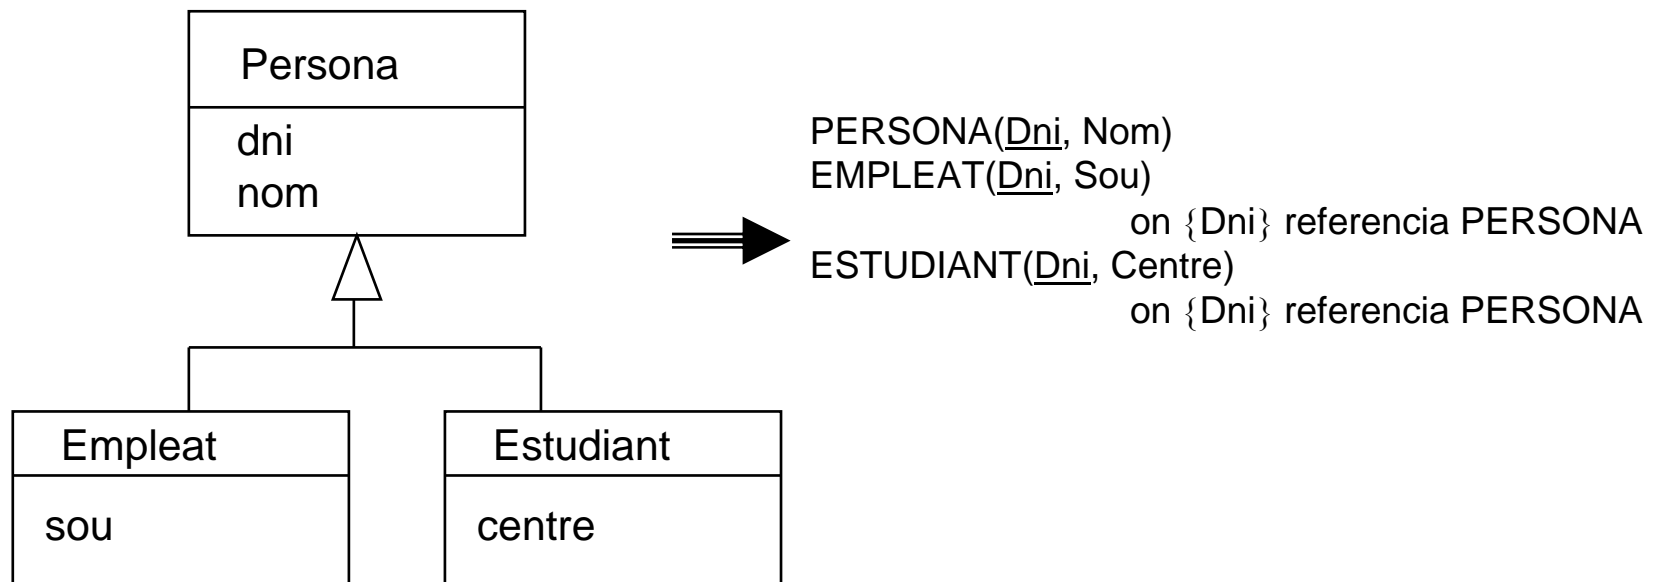 Persona
dni
nom
Empleat
sou
Estudiant
centre
PERSONA(Dni, Nom)
EMPLEAT(Dni, Sou)
on {Dni} referencia PERSONA
ESTUDIANT(Dni, Centre)
on {Dni} referencia PERSONA